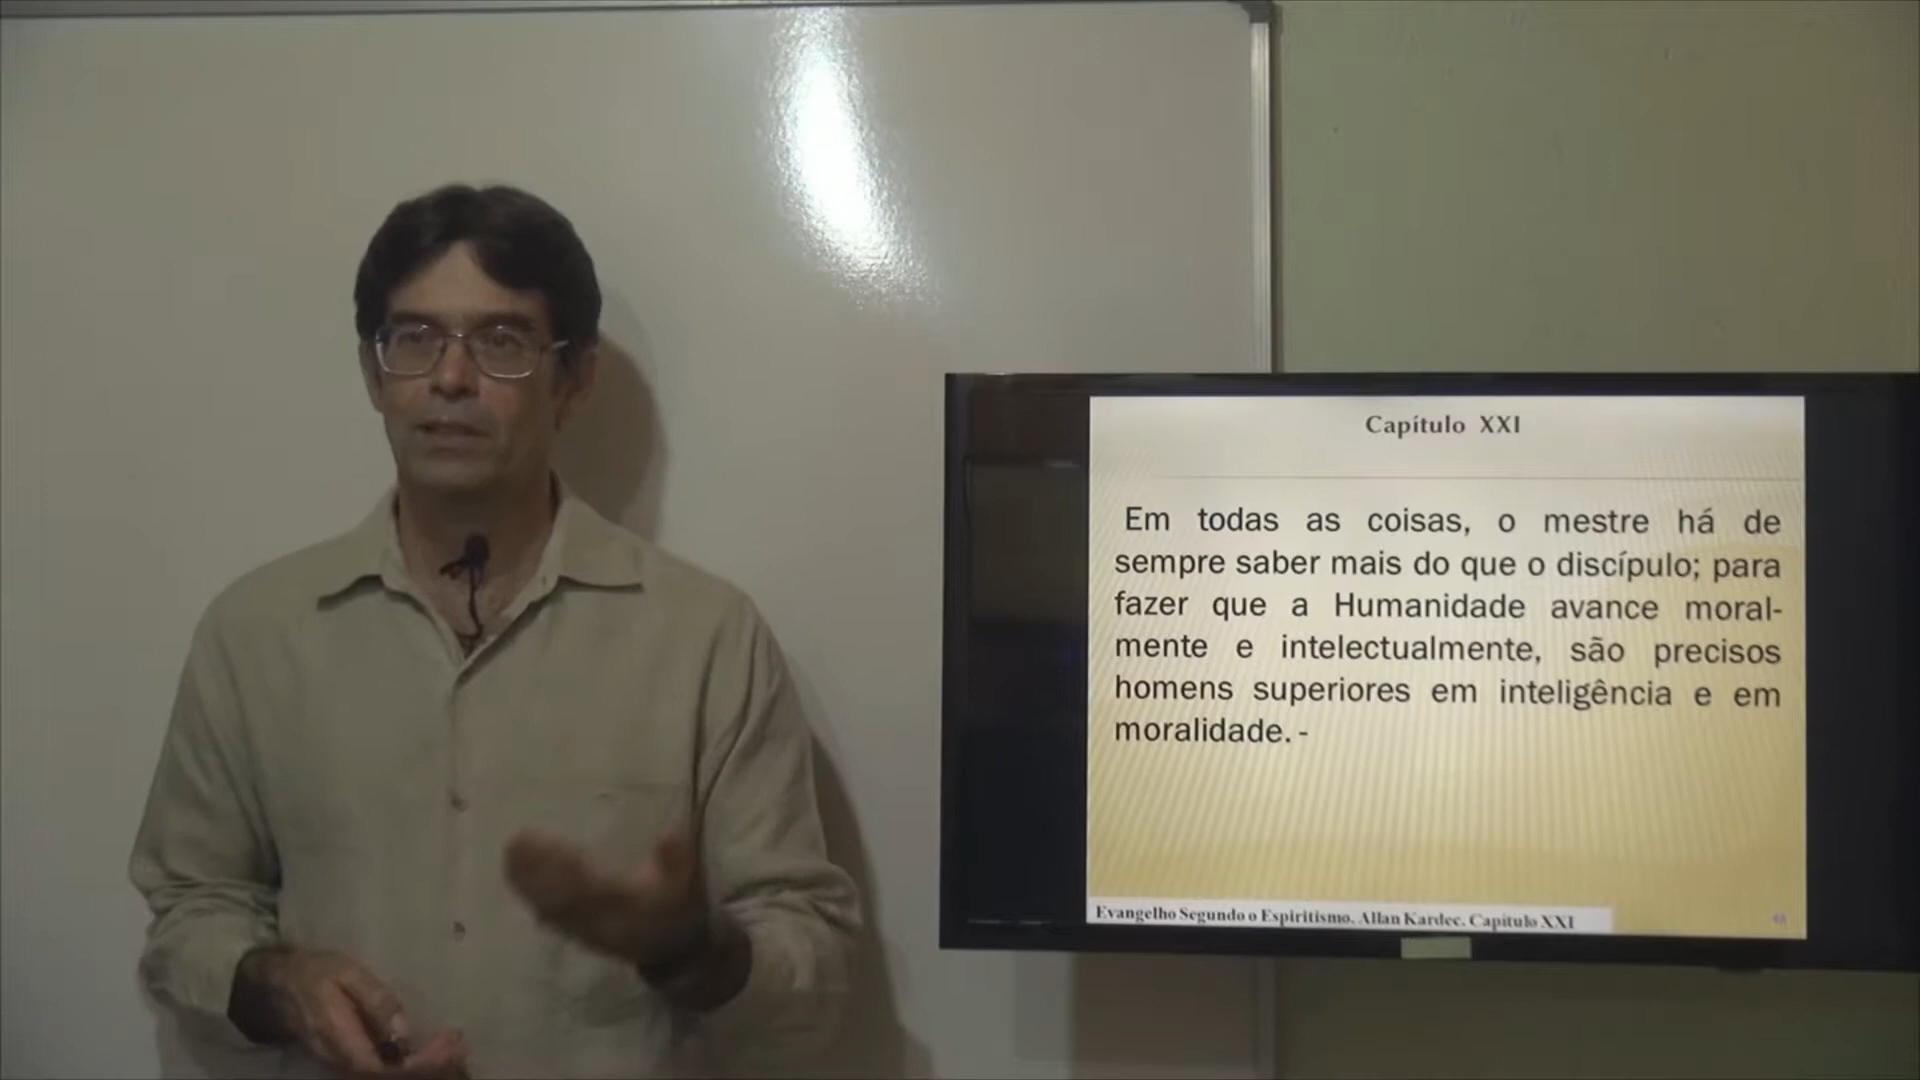 Capítulo XXI
Em todas as coisas, o mestre há de
sempre saber mais do que o discípulo; para
fazer que a Humanidade avance moral-
mente e intelectualmente, são precisos
homens superiores em inteligência e em
moralidade. -
Evangelho Segundo o Espiritismo. Allan Kardec. Capítulo XXI